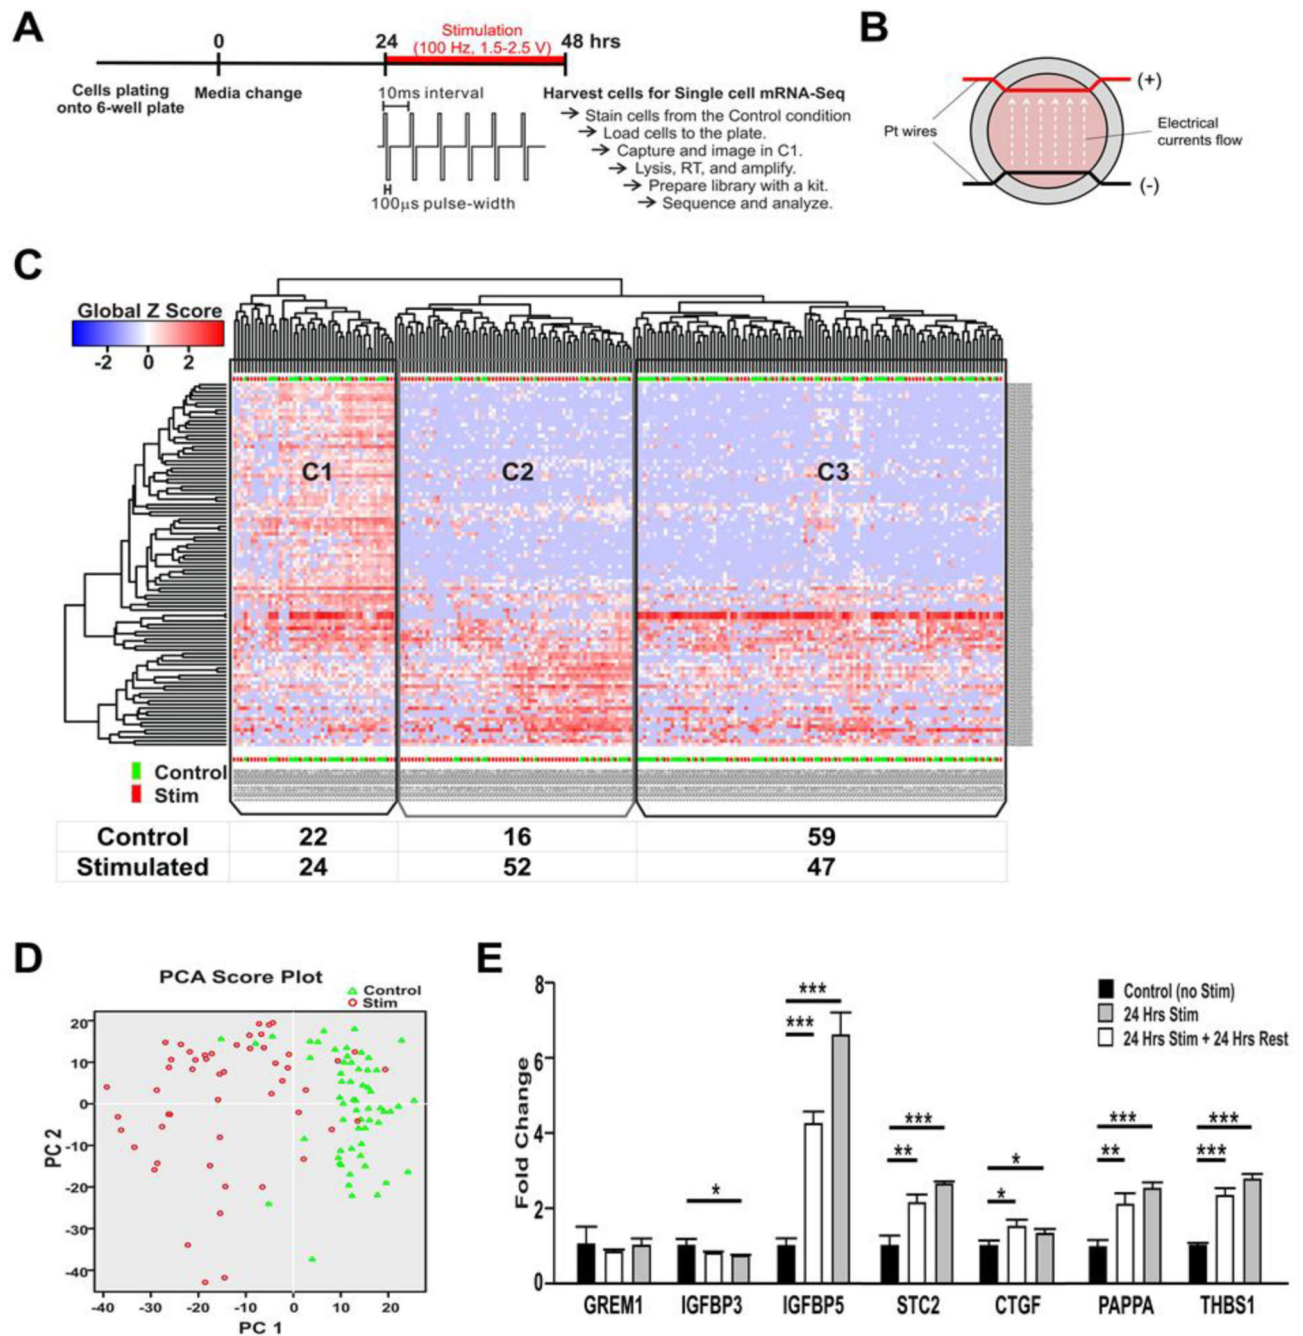 A
0
24
Stimulation
(100 Hz, 1.5-2.5 V)
48 hrs
Cells plating
onto 6-well plate
Media change
10ms interval
H
100μs pulse-width
Harvest cells for Single cell mRNA-Seq
→ Stain cells from the Control condition
→ Load cells to the plate.
→ Capture and image in C1.
→ Lysis, RT, and amplify.
→ Prepare library with a kit.
→ Sequence and analyze.
B
(+)
Pt wires
Electrical
currents flow
(-)
C
Global Z Score
-2 0 2
C1 C2 C3
Control
Stim
Control 22 16 59
Stimulated 24 52 47
D
PCA Score Plot
Control
Stim
PC 2
20
10
0
-10
-20
-30
-40
-40 -30 -20 -10 0 10 20
PC 1
E
Fold Change
8
6
4
2
0
Control (no Stim)
24 Hrs Stim
24 Hrs Stim + 24 Hrs Rest
*
***
***
***
**
*
*
***
**
***
***
GREM1 IGFBP3 IGFBP5 STC2 CTGF PAPPA THBS1